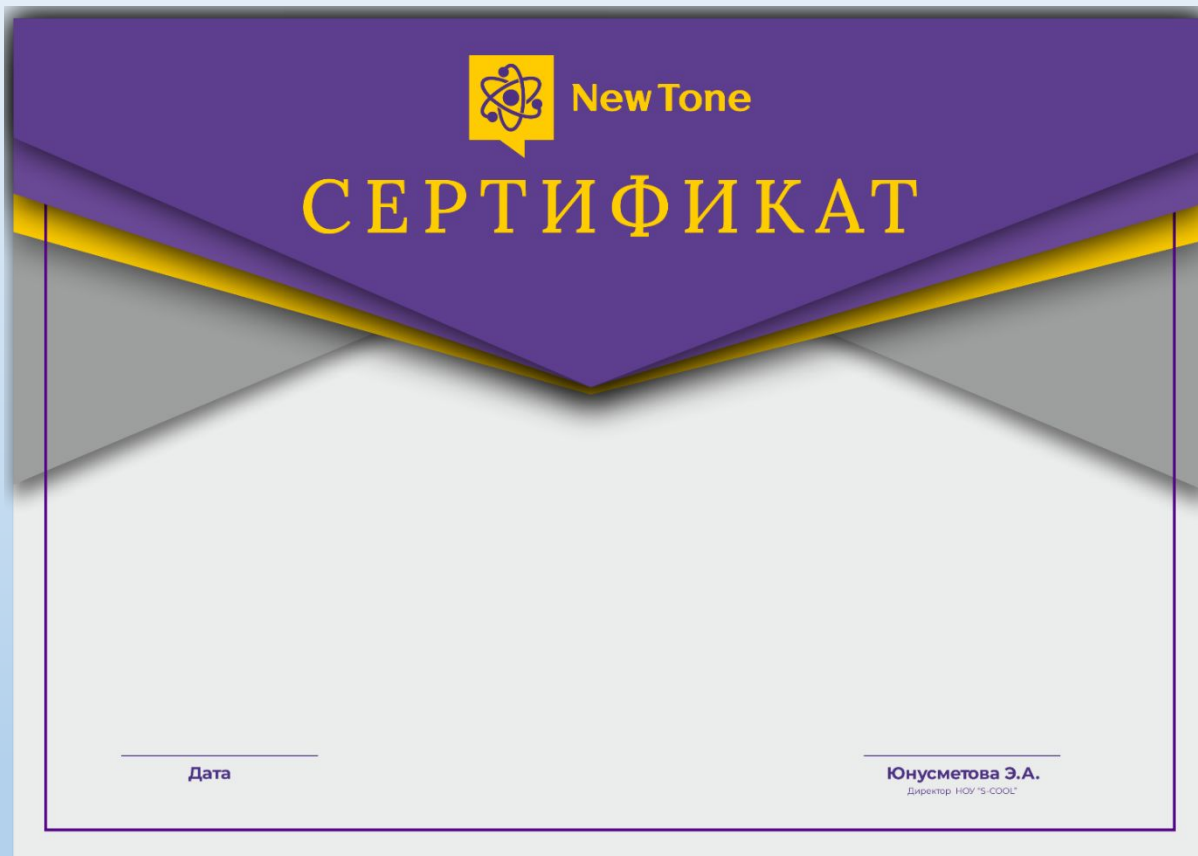 New Tone
СЕРТИФИКАТ
Дата
Юнусметова Э.А.
Директор НОУ "S-COOL"